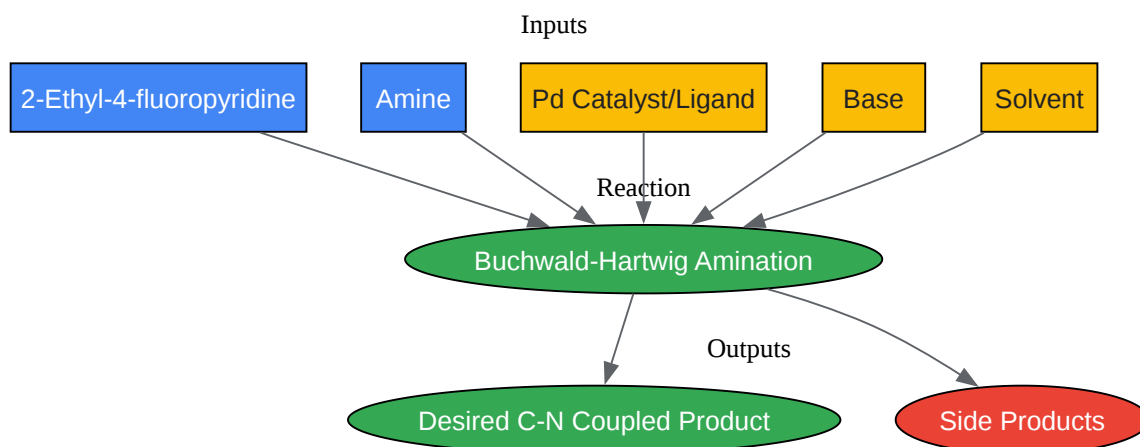 Inputs
2-Ethyl-4-fluoropyridine
Amine
Pd Catalyst/Ligand
Base
Solvent
Reaction
Buchwald-Hartwig Amination
Outputs
Desired C-N Coupled Product
Side Products